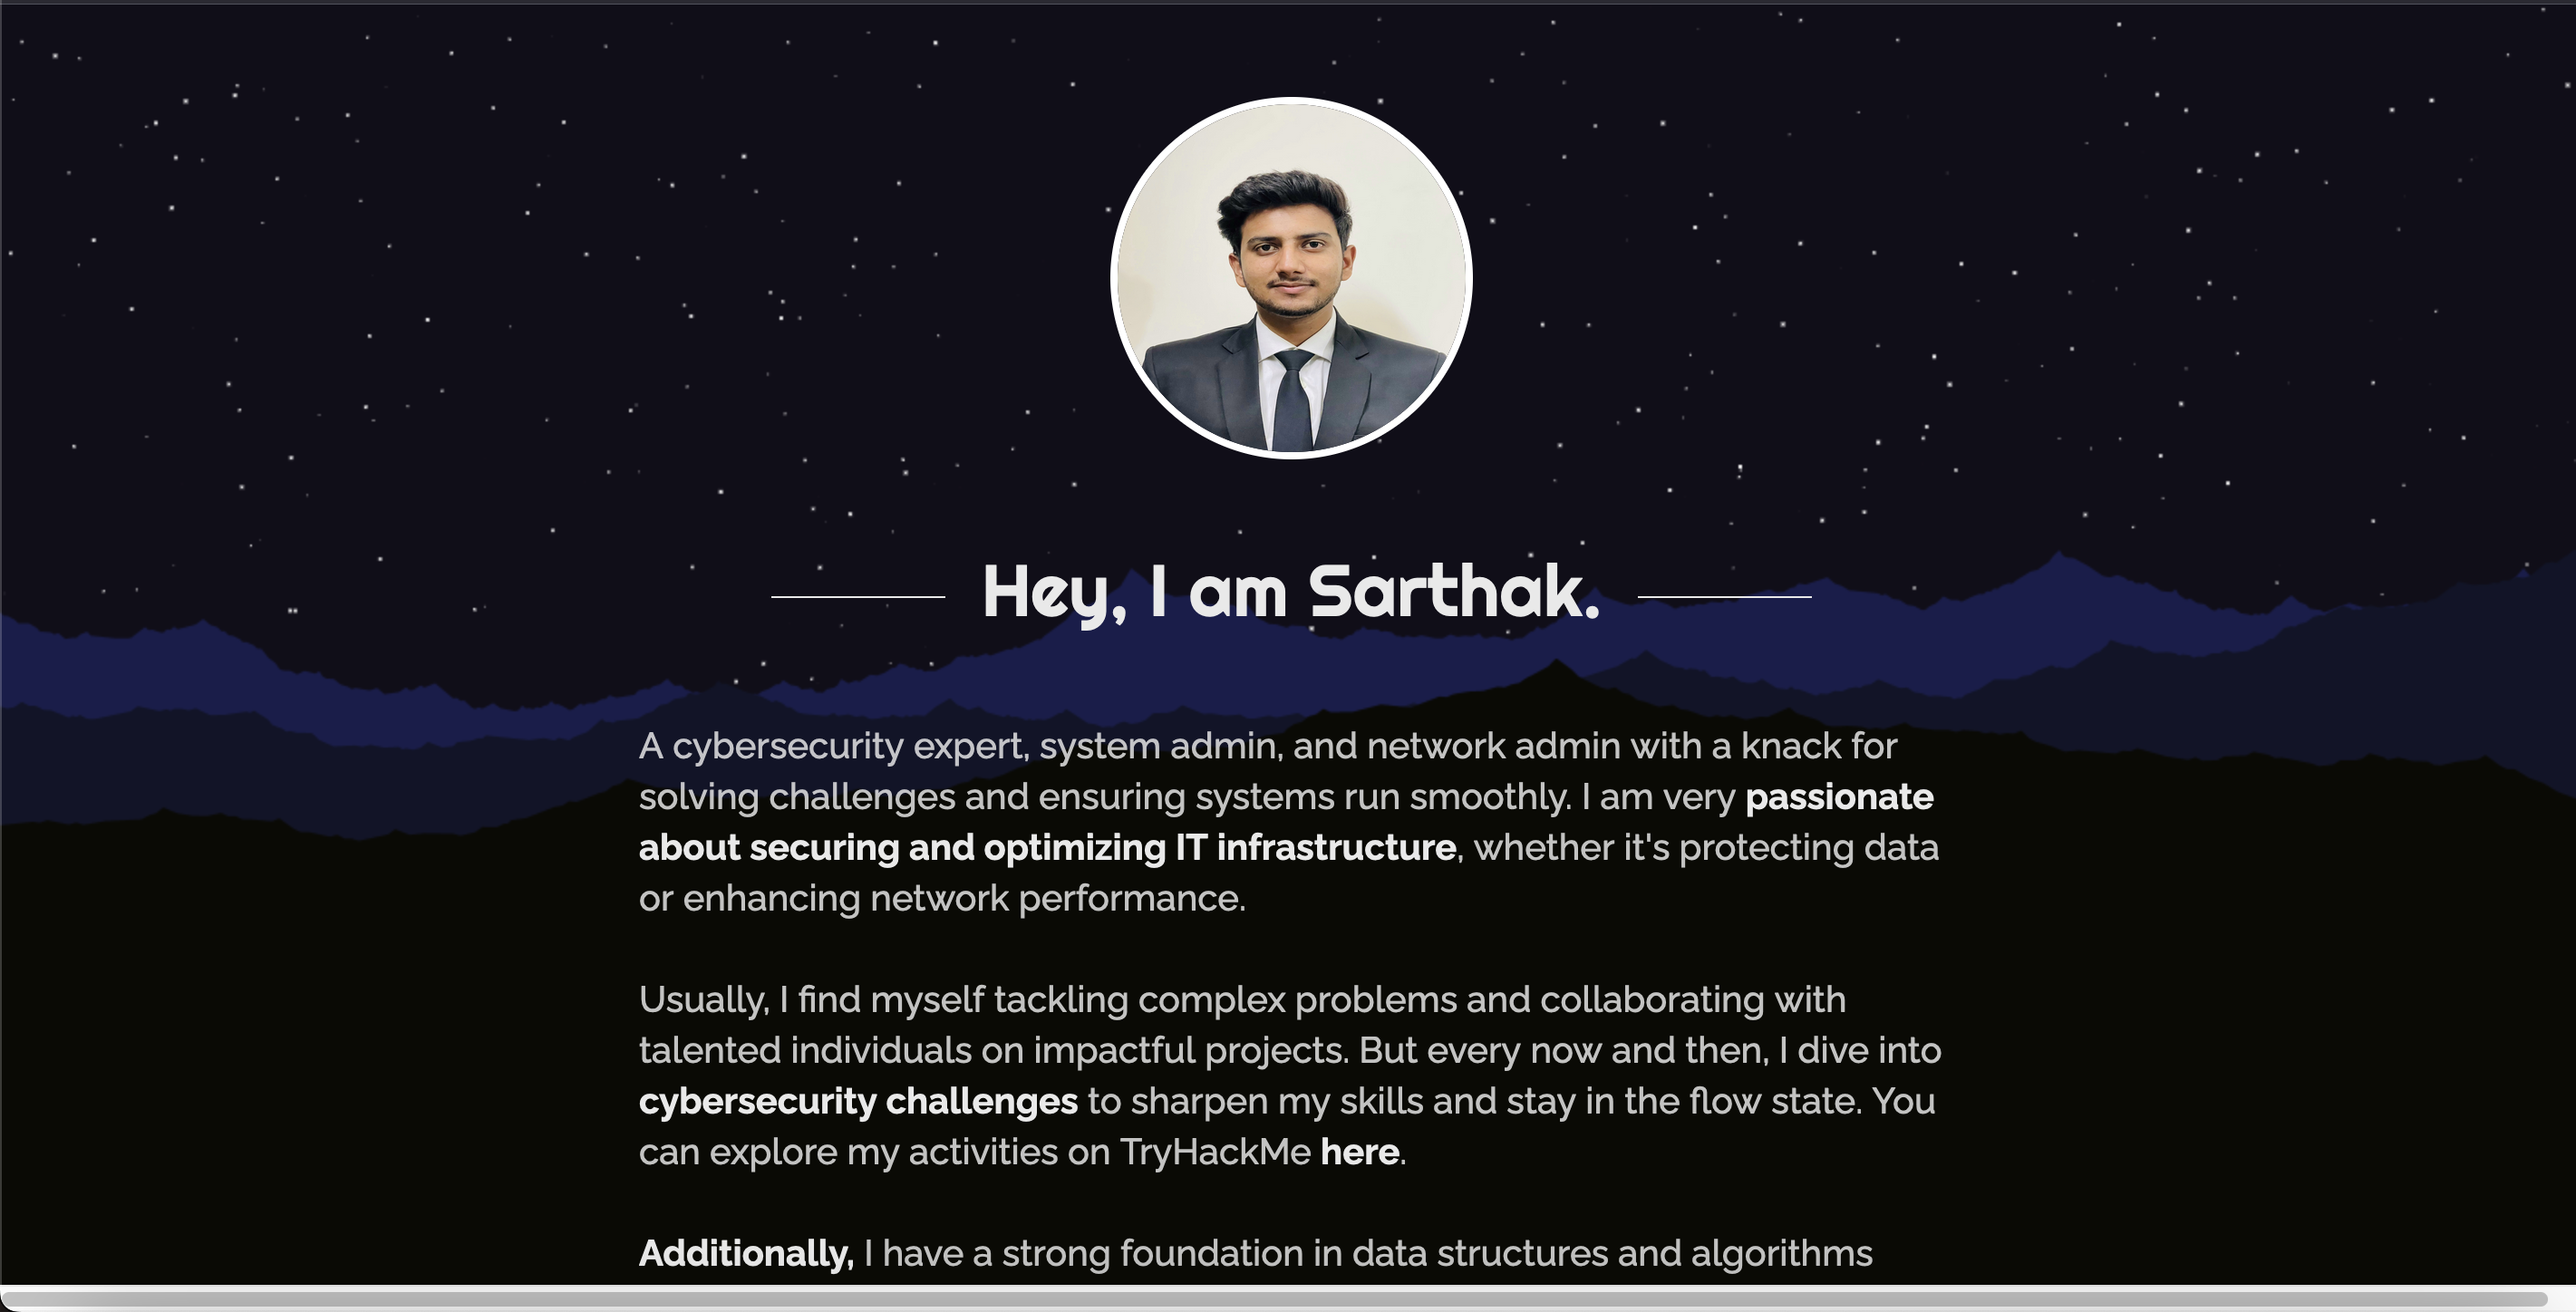 Hey, I am Sarthak.
A cybersecurity expert, system admin, and network admin with a knack for
solving challenges and ensuring systems run smoothly. I am very passionate
about securing and optimizing IT infrastructure, whether it's protecting data
or enhancing network performance.
Usually, I find myself tackling complex problems and collaborating with
talented individuals on impactful projects. But every now and then, I dive into
cybersecurity challenges to sharpen my skills and stay in the flow state. You
can explore my activities on TryHackMe here.
Additionally, I have a strong foundation in data structures and algorithms